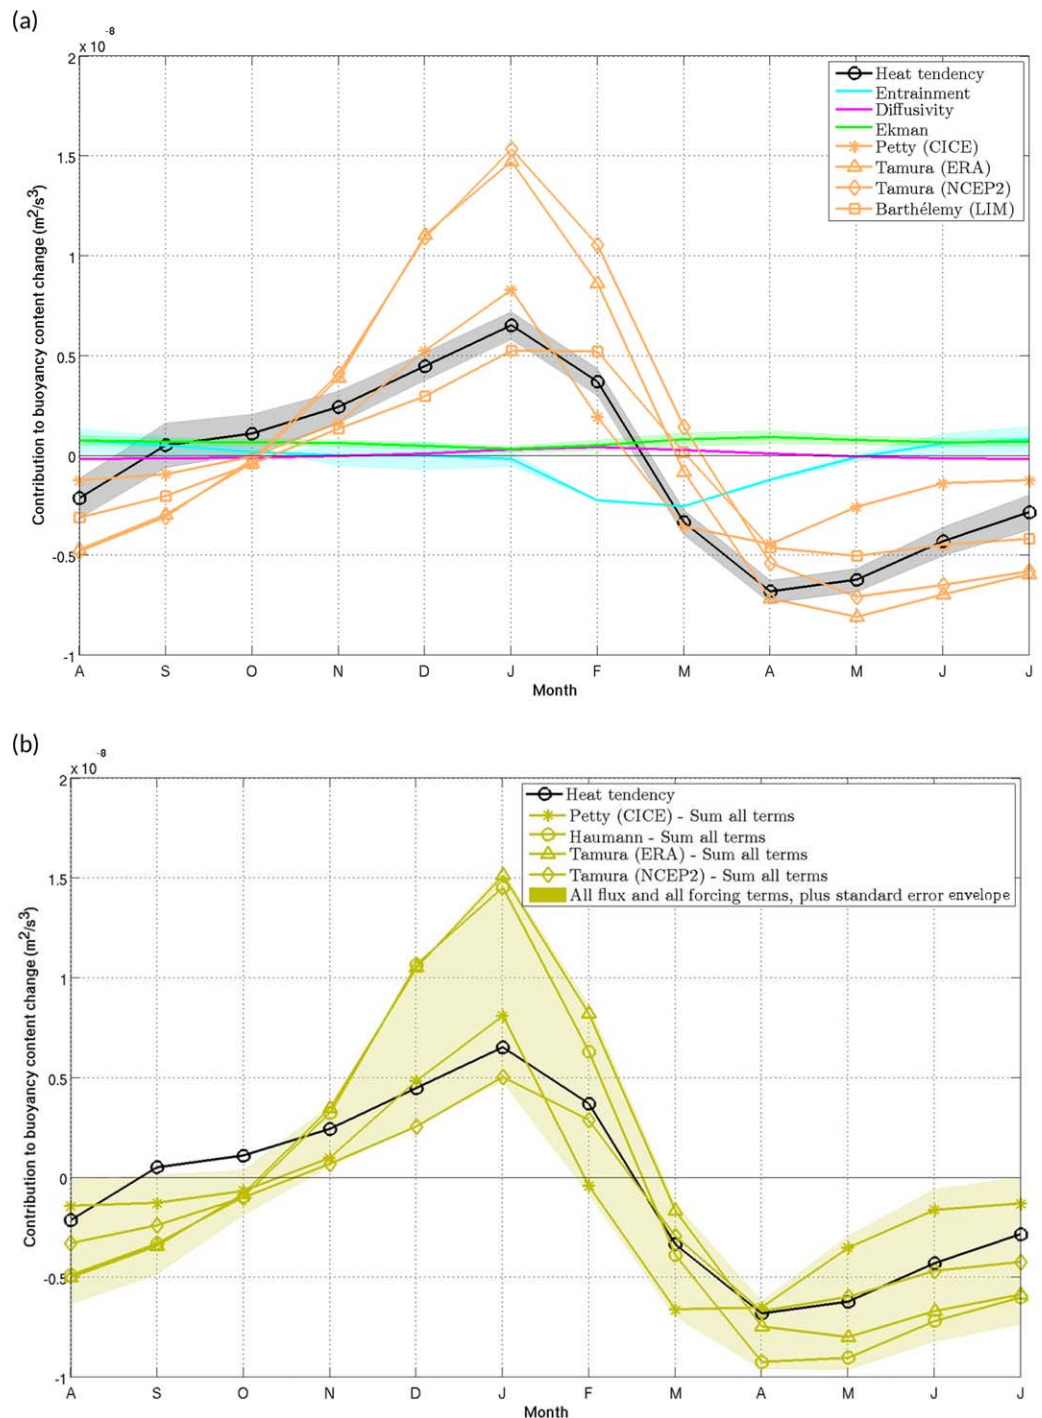 (a)
x 10
-8
2
1.5
1
0.5
0
-0.5
-1
Contribution to buoyancy content change (m2/s3)
Heat tendency
Entrainment
Diffusivity
Ekman
Petty (CICE)
Tamura (ERA)
Tamura (NCEP2)
Barthélemy (LIM)
A S O N D J F M A M J J
Month
(b)
x 10
-8
2
1.5
1
0.5
0
-0.5
-1
Contribution to buoyancy content change (m2/s3)
Heat tendency
Petty (CICE) - Sum all terms
Haumann - Sum all terms
Tamura (ERA) - Sum all terms
Tamura (NCEP2) - Sum all terms
All flux and all forcing terms, plus standard error envelope
A S O N D J F M A M J J
Month